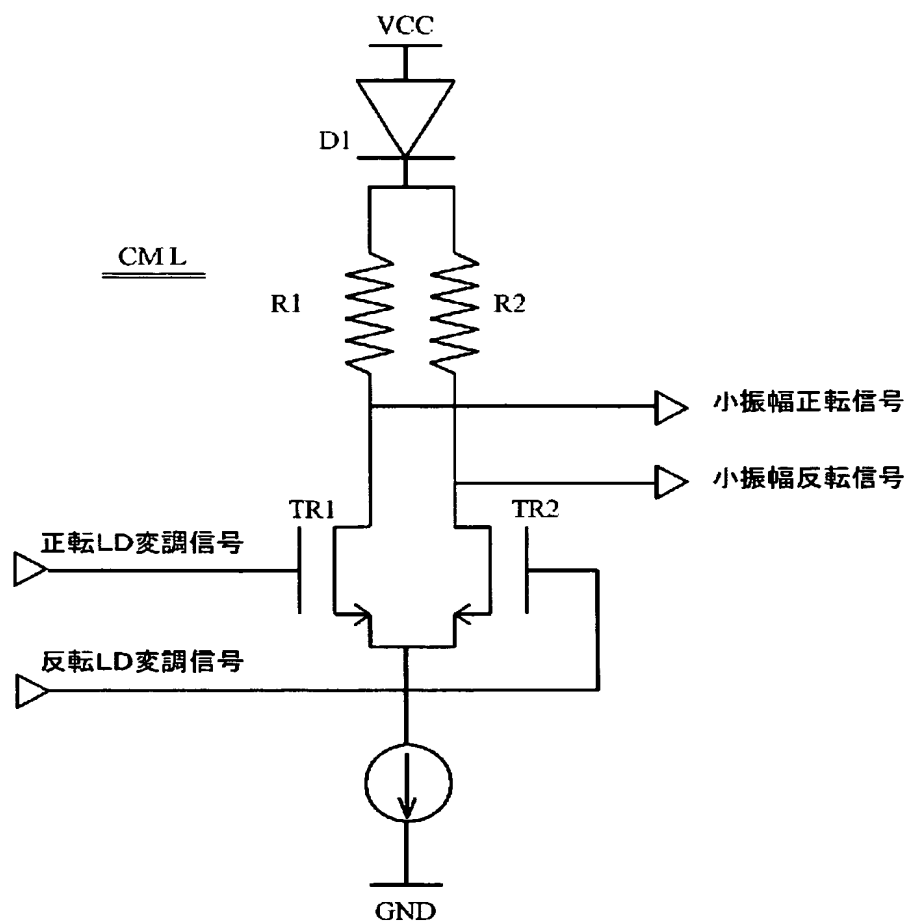 VCC
D1
CML
R1
R2
小振幅正転信号
小振幅反転信号
TR1
TR2
正転LD変調信号
反転LD変調信号
GND